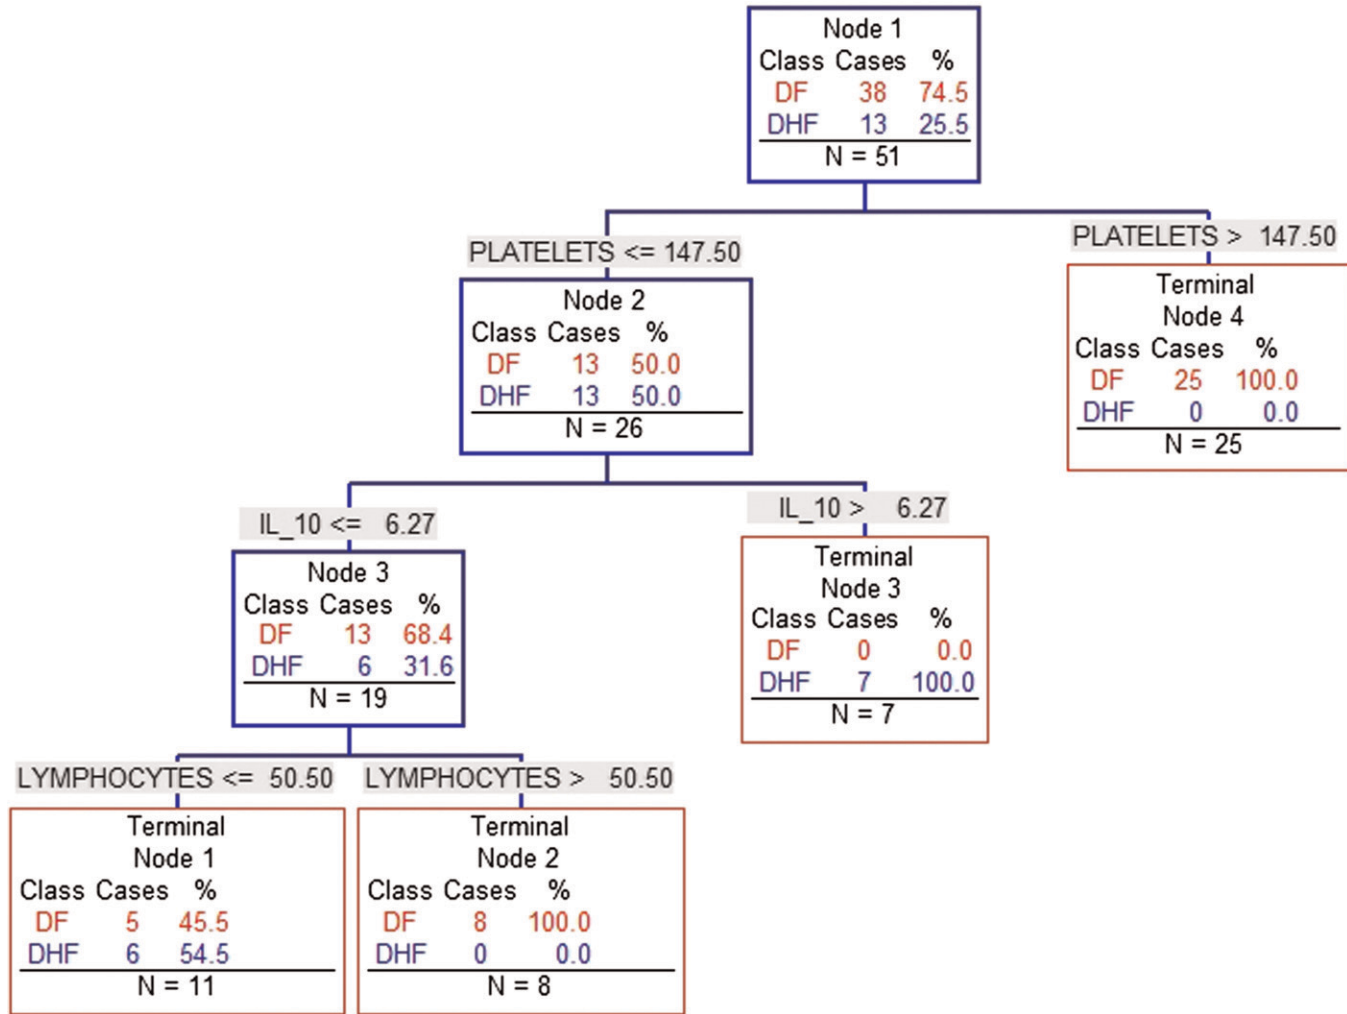 Node 1
Class Cases %
DF 38 74.5
DHF 13 25.5
N = 51
PLATELETS <= 147.50
PLATELETS > 147.50
Node 2
Class Cases %
DF 13 50.0
DHF 13 50.0
N = 26
Terminal
Node 4
Class Cases %
DF 25 100.0
DHF 0 0.0
N = 25
IL_10 <= 6.27
IL_10 > 6.27
Node 3
Class Cases %
DF 13 68.4
DHF 6 31.6
N = 19
Terminal
Node 3
Class Cases %
DF 0 0.0
DHF 7 100.0
N = 7
LYMPHOCYTES <= 50.50
LYMPHOCYTES > 50.50
Terminal
Node 1
Class Cases %
DF 5 45.5
DHF 6 54.5
N = 11
Terminal
Node 2
Class Cases %
DF 8 100.0
DHF 0 0.0
N = 8